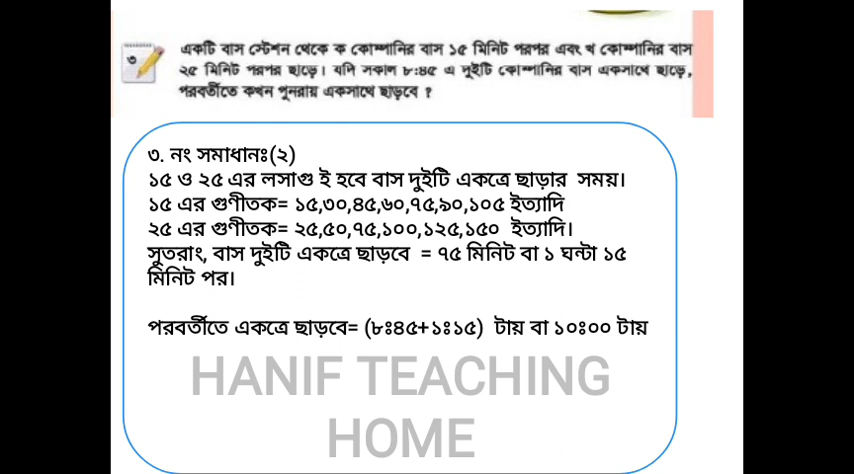 ৩
একটি বাস স্টেশন থেকে ক কোম্পানির বাস ১৫ মিনিট পরপর এবং খ কোম্পানির বাস
২৫ মিনিট পরপর ছাড়ে। যদি সকাল ৮:৪৫ এ দুইটি কোম্পানির বাস একসাথে ছাড়ে,
পরবর্তীতে কখন পুনরায় একসাথে ছাড়বে ?
৩. নং সমাধানঃ(২)
১৫ ও ২৫ এর লসাগু ই হবে বাস দুইটি একত্রে ছাড়ার সময়।
১৫ এর গুণীতক= ১৫,৩০,৪৫,৬০,৭৫,৯০,১০৫ ইত্যাদি
২৫ এর গুণীতক= ২৫,৫০,৭৫,১০০,১২৫,১৫০ ইত্যাদি।
সুতরাং, বাস দুইটি একত্রে ছাড়বে = ৭৫ মিনিট বা ১ ঘন্টা ১৫
মিনিট পর।
পরবর্তীতে একত্রে ছাড়বে= (৮ঃ৪৫+১ঃ১৫) টায় বা ১০ঃ০০ টায়
HANIF TEACHING
HOME